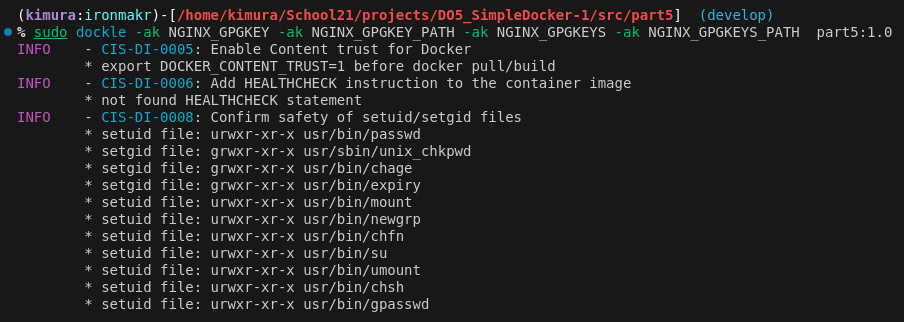 (kimura:ironmakr)-[/home/kimura/School21/projects/DO5_SimpleDocker-1/src/part5] (develop)
% sudo dockle -ak NGINX_GPGKEY -ak NGINX_GPGKEY_PATH -ak NGINX_GPGKEYS -ak NGINX_GPGKEYS_PATH  part5:1.0
INFO    - CIS-DI-0005: Enable Content trust for Docker
        * export DOCKER_CONTENT_TRUST=1 before docker pull/build
INFO    - CIS-DI-0006: Add HEALTHCHECK instruction to the container image
        * not found HEALTHCHECK statement
INFO    - CIS-DI-0008: Confirm safety of setuid/setgid files
        * setuid file: urwxr-xr-x usr/bin/passwd
        * setgid file: grwxr-xr-x usr/sbin/unix_chkpwd
        * setgid file: grwxr-xr-x usr/bin/chage
        * setgid file: grwxr-xr-x usr/bin/expiry
        * setuid file: urwxr-xr-x usr/bin/mount
        * setuid file: urwxr-xr-x usr/bin/newgrp
        * setuid file: urwxr-xr-x usr/bin/chfn
        * setuid file: urwxr-xr-x usr/bin/su
        * setuid file: urwxr-xr-x usr/bin/umount
        * setuid file: urwxr-xr-x usr/bin/chsh
        * setuid file: urwxr-xr-x usr/bin/gpasswd